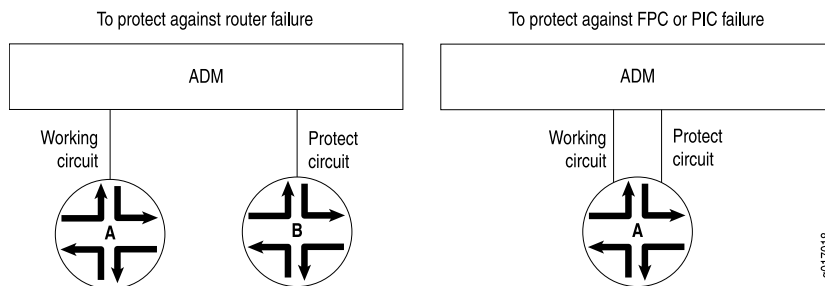 To protect against router failure
ADM
Working
circuit
Protect
circuit
A
B
To protect against FPC or PIC failure
ADM
Working
circuit
Protect
circuit
A
g017018